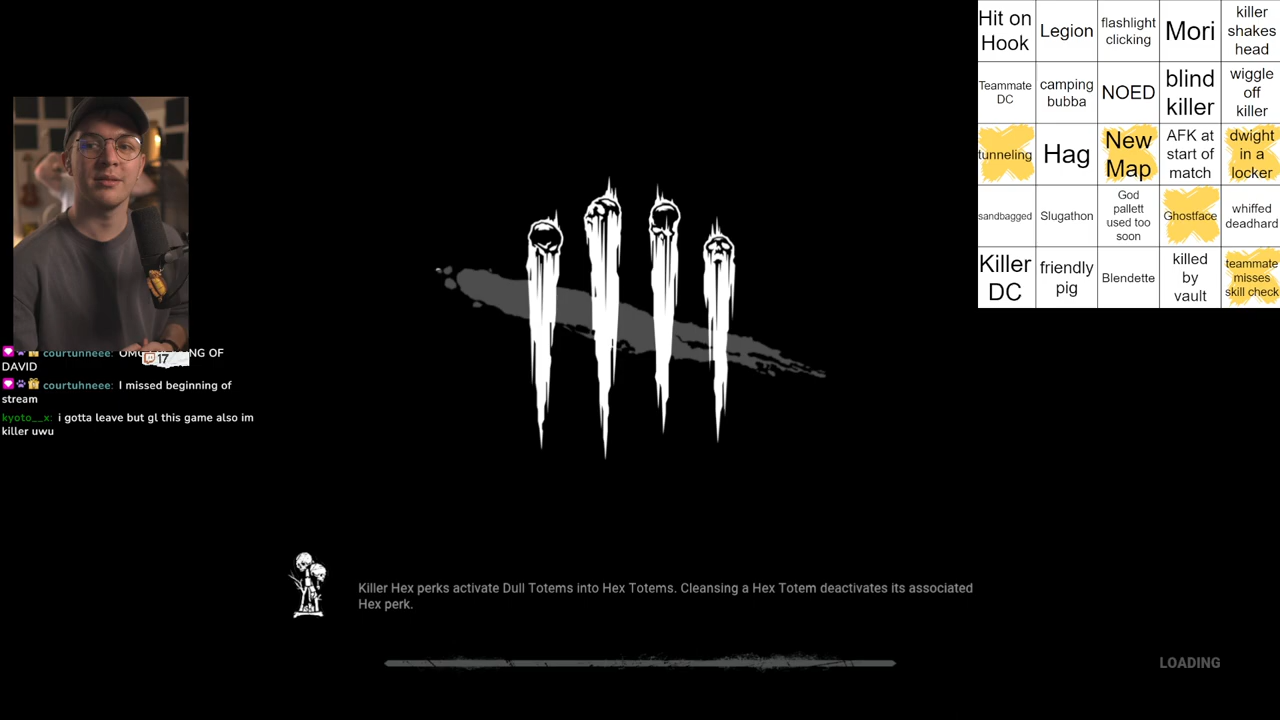 Hit on
Hook
Legion
flashlight
clicking
Mori
killer
shakes
head
Teammate
DC
camping
bubba
NOED
blind
killer
wiggle
off
killer
tunneling
Hag
New
Map
AFK at
start of
match
dwight
in a
locker
sandbagged
Slugathon
God
pallett
used too
soon
Ghostface
whiffed
deadhard
Killer
DC
friendly
pig
Blendette
killed
by
vault
teammate
misses
skill check
courtunneee: NG OF
DAVID
17
courtuhneee: I missed beginning of
stream
kyoto__x: i gotta leave but gl this game also im
killer uwu
Killer Hex perks activate Dull Totems into Hex Totems. Cleansing a Hex Totem deactivates its associated
Hex perk.
LOADING